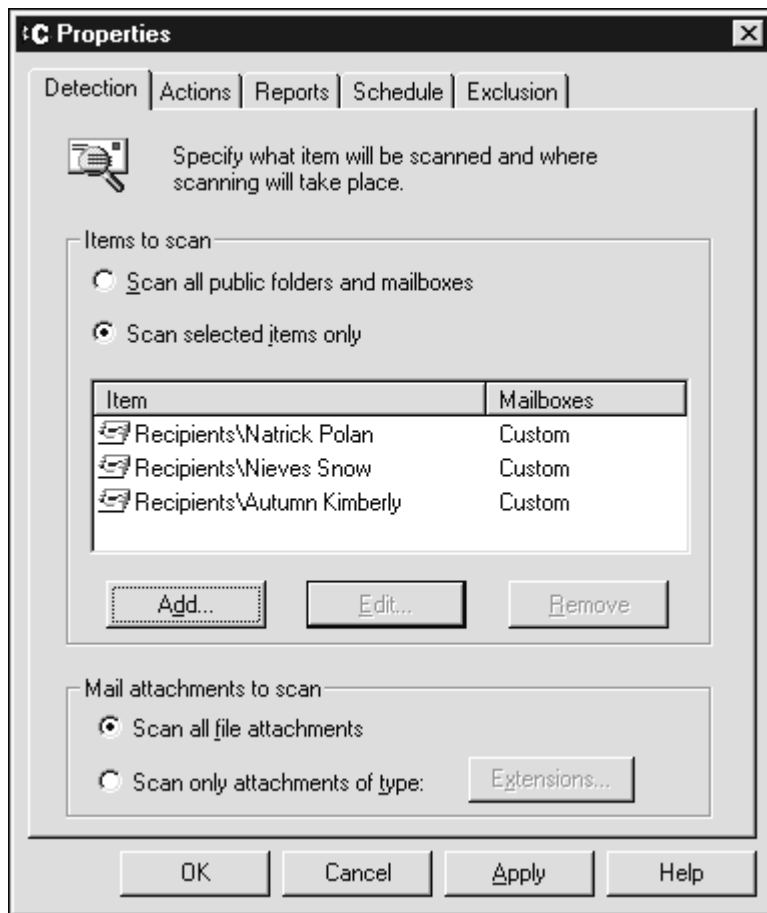 C Properties
Detection Actions Reports Schedule Exclusion
Specify what item will be scanned and where
scanning will take place.
Items to scan
Scan all public folders and mailboxes
Scan selected items only
Item Mailboxes
Recipients\Natrick Polan Custom
Recipients\Nieves Snow Custom
Recipients\Autumn Kimberly Custom
Add... Edit... Remove
Mail attachments to scan
Scan all file attachments
Scan only attachments of type: Extensions...
OK Cancel Apply Help